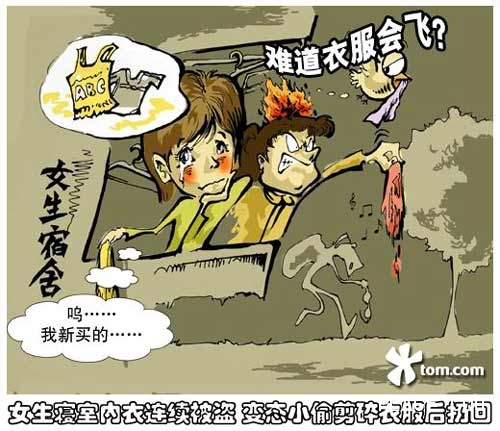 难道衣服会飞?
ABC
女生宿舍
呜……
我新买的……
tom.com
女生寝室内衣连续被盗 变态小偷剪碎衣服后扔回